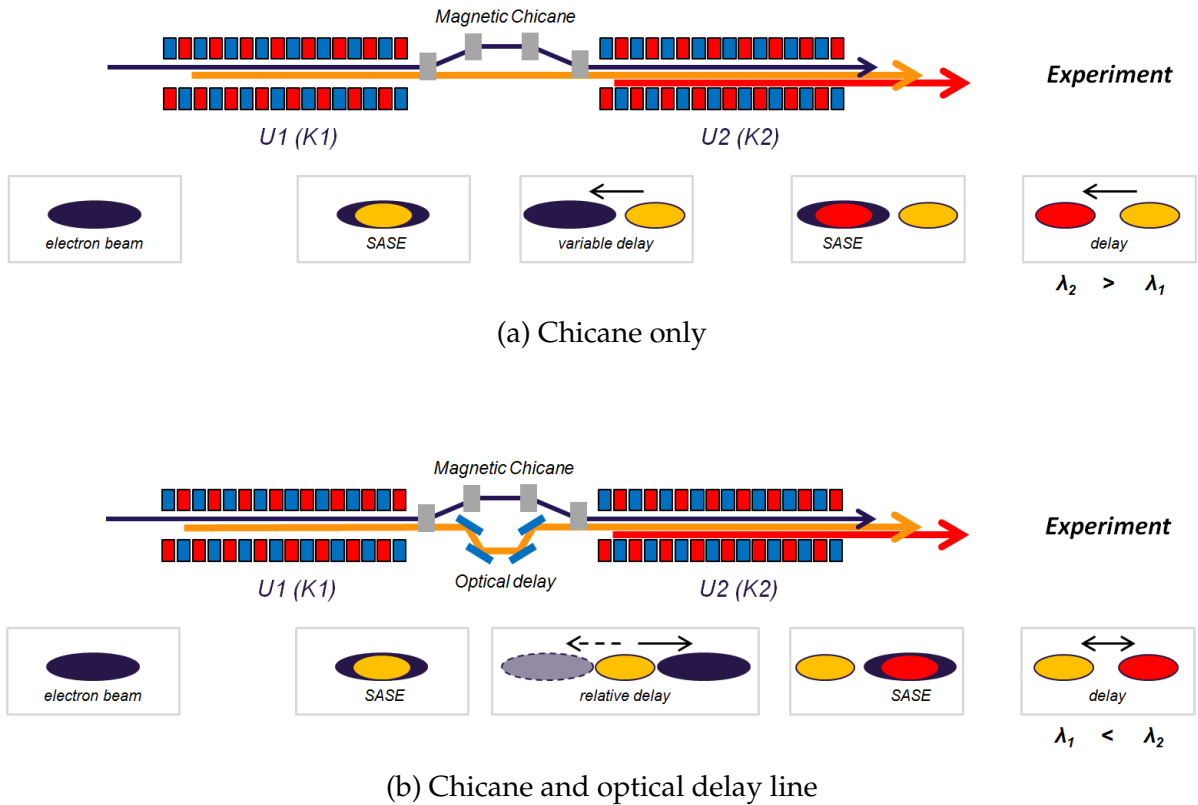 Magnetic Chicane
Experiment
U1 (K1)
U2 (K2)
electron beam
SASE
variable delay
SASE
delay
λ2 > λ1
(a) Chicane only
Magnetic Chicane
Experiment
Optical delay
U1 (K1)
U2 (K2)
electron beam
SASE
relative delay
SASE
delay
λ1 < λ2
(b) Chicane and optical delay line